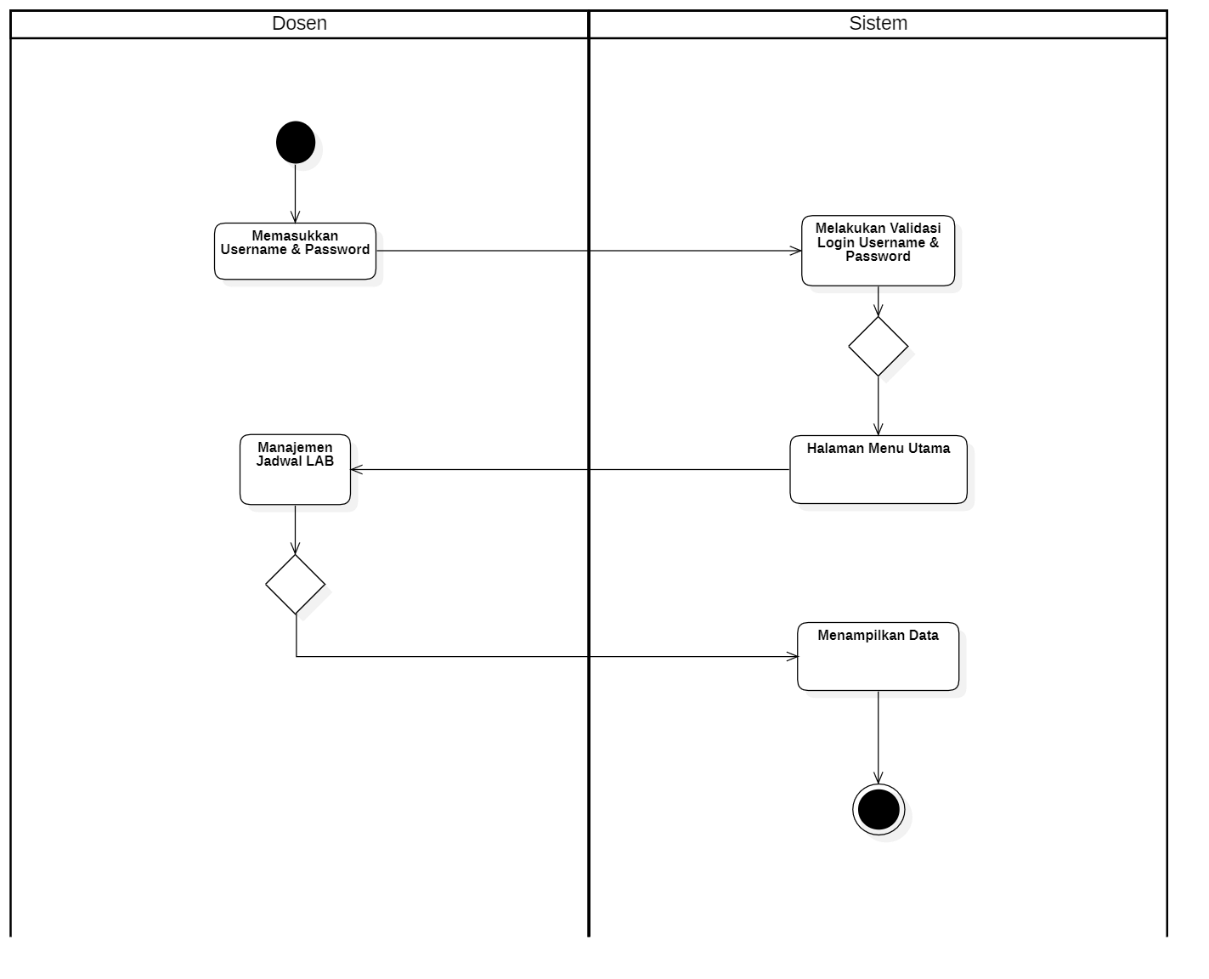 Dosen
Sistem
Memasukkan
Username & Password
Melakukan Validasi
Login Username &
Password
Manajemen
Jadwal LAB
Halaman Menu Utama
Menampilkan Data